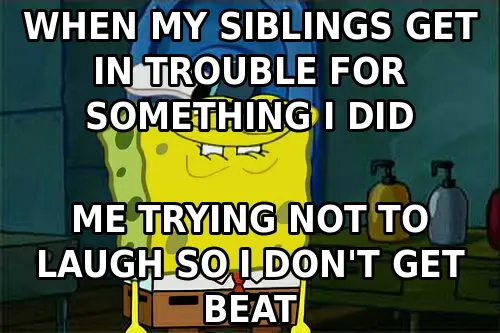 WHEN MY SIBLINGS GET
IN TROUBLE FOR
SOMETHING I DID
ME TRYING NOT TO
LAUGH SO I DON'T GET
BEAT